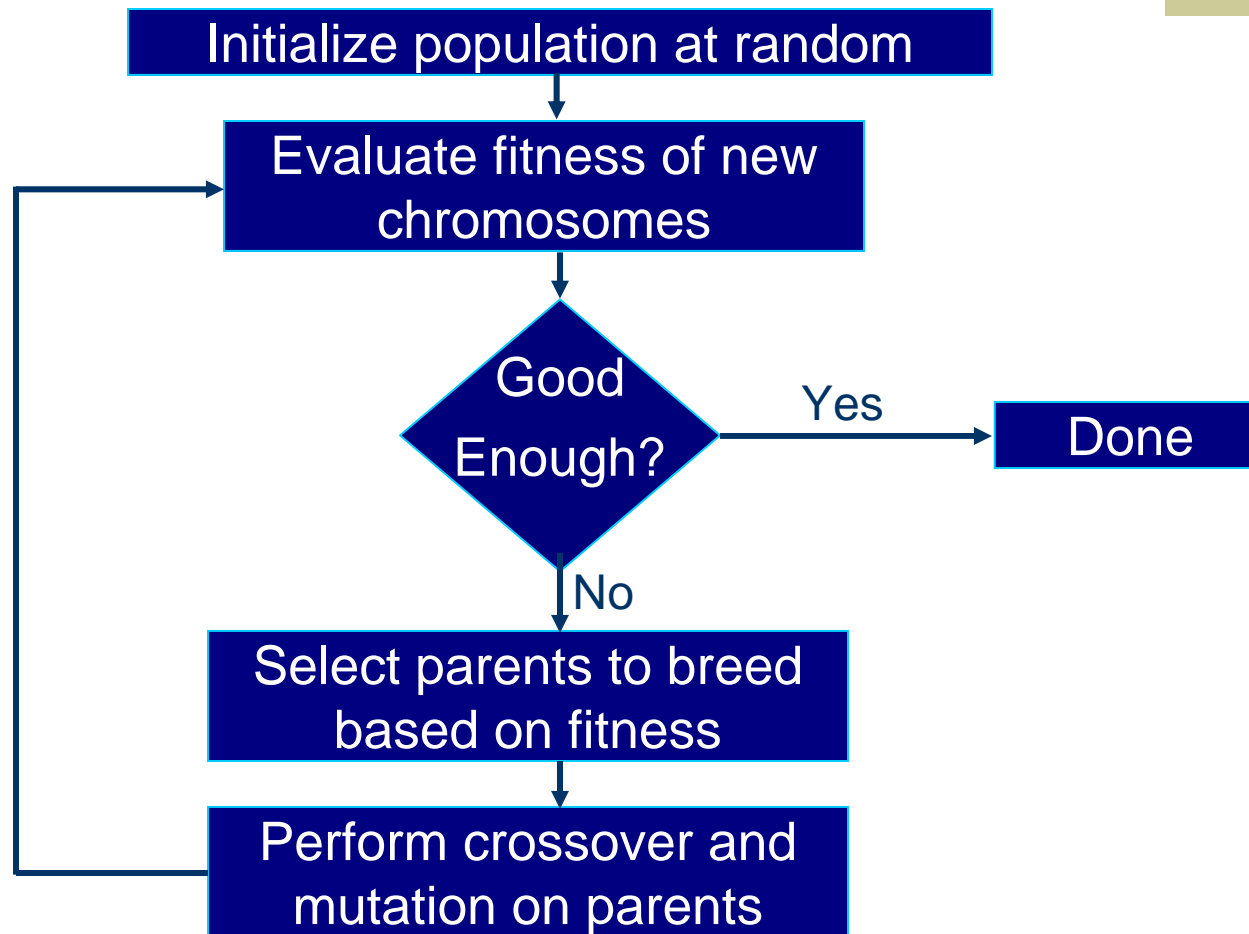 Initialize population at random
Evaluate fitness of new
chromosomes
Good
Enough?
Yes
Done
No
Select parents to breed
based on fitness
Perform crossover and
mutation on parents